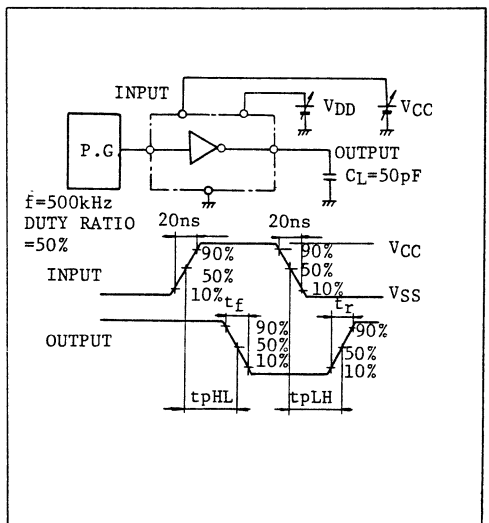 INPUT
VDD
VCC
P.G
OUTPUT
CL=50pF
f=500kHz
DUTY RATIO
=50%
20ns
20ns
90%
90%
VCC
INPUT
50%
50%
10%
10%
VSS
tf
tr
OUTPUT
90%
90%
50%
50%
10%
10%
tpHL
tpLH